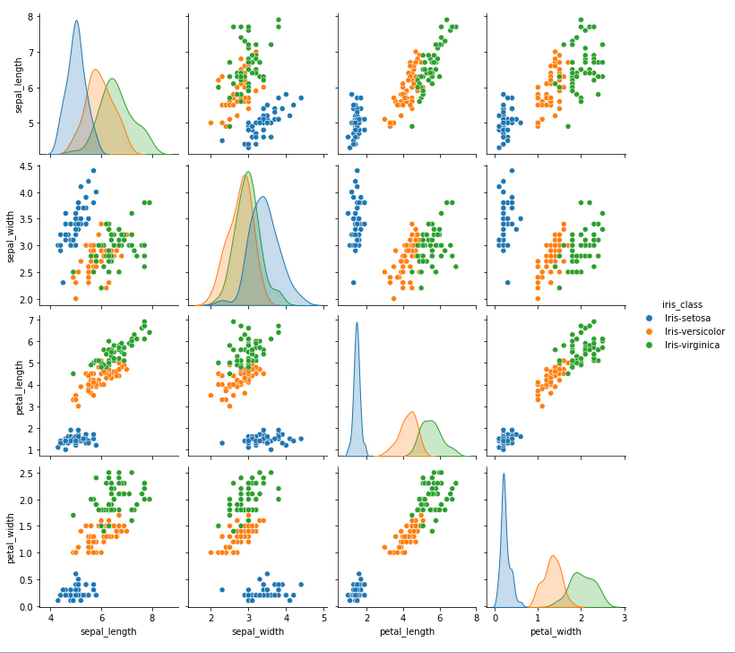 8
7
6
5
sepal_length
4.5
4.0
3.5
3.0
2.5
2.0
sepal_width
iris_class
Iris-setosa
Iris-versicolor
Iris-virginica
7
6
5
4
3
2
1
petal_length
2.5
2.0
1.5
1.0
0.5
0.0
petal_width
4 6 8
sepal_length
2 3 4 5
sepal_width
2 4 6 8
petal_length
0 1 2 3
petal_width